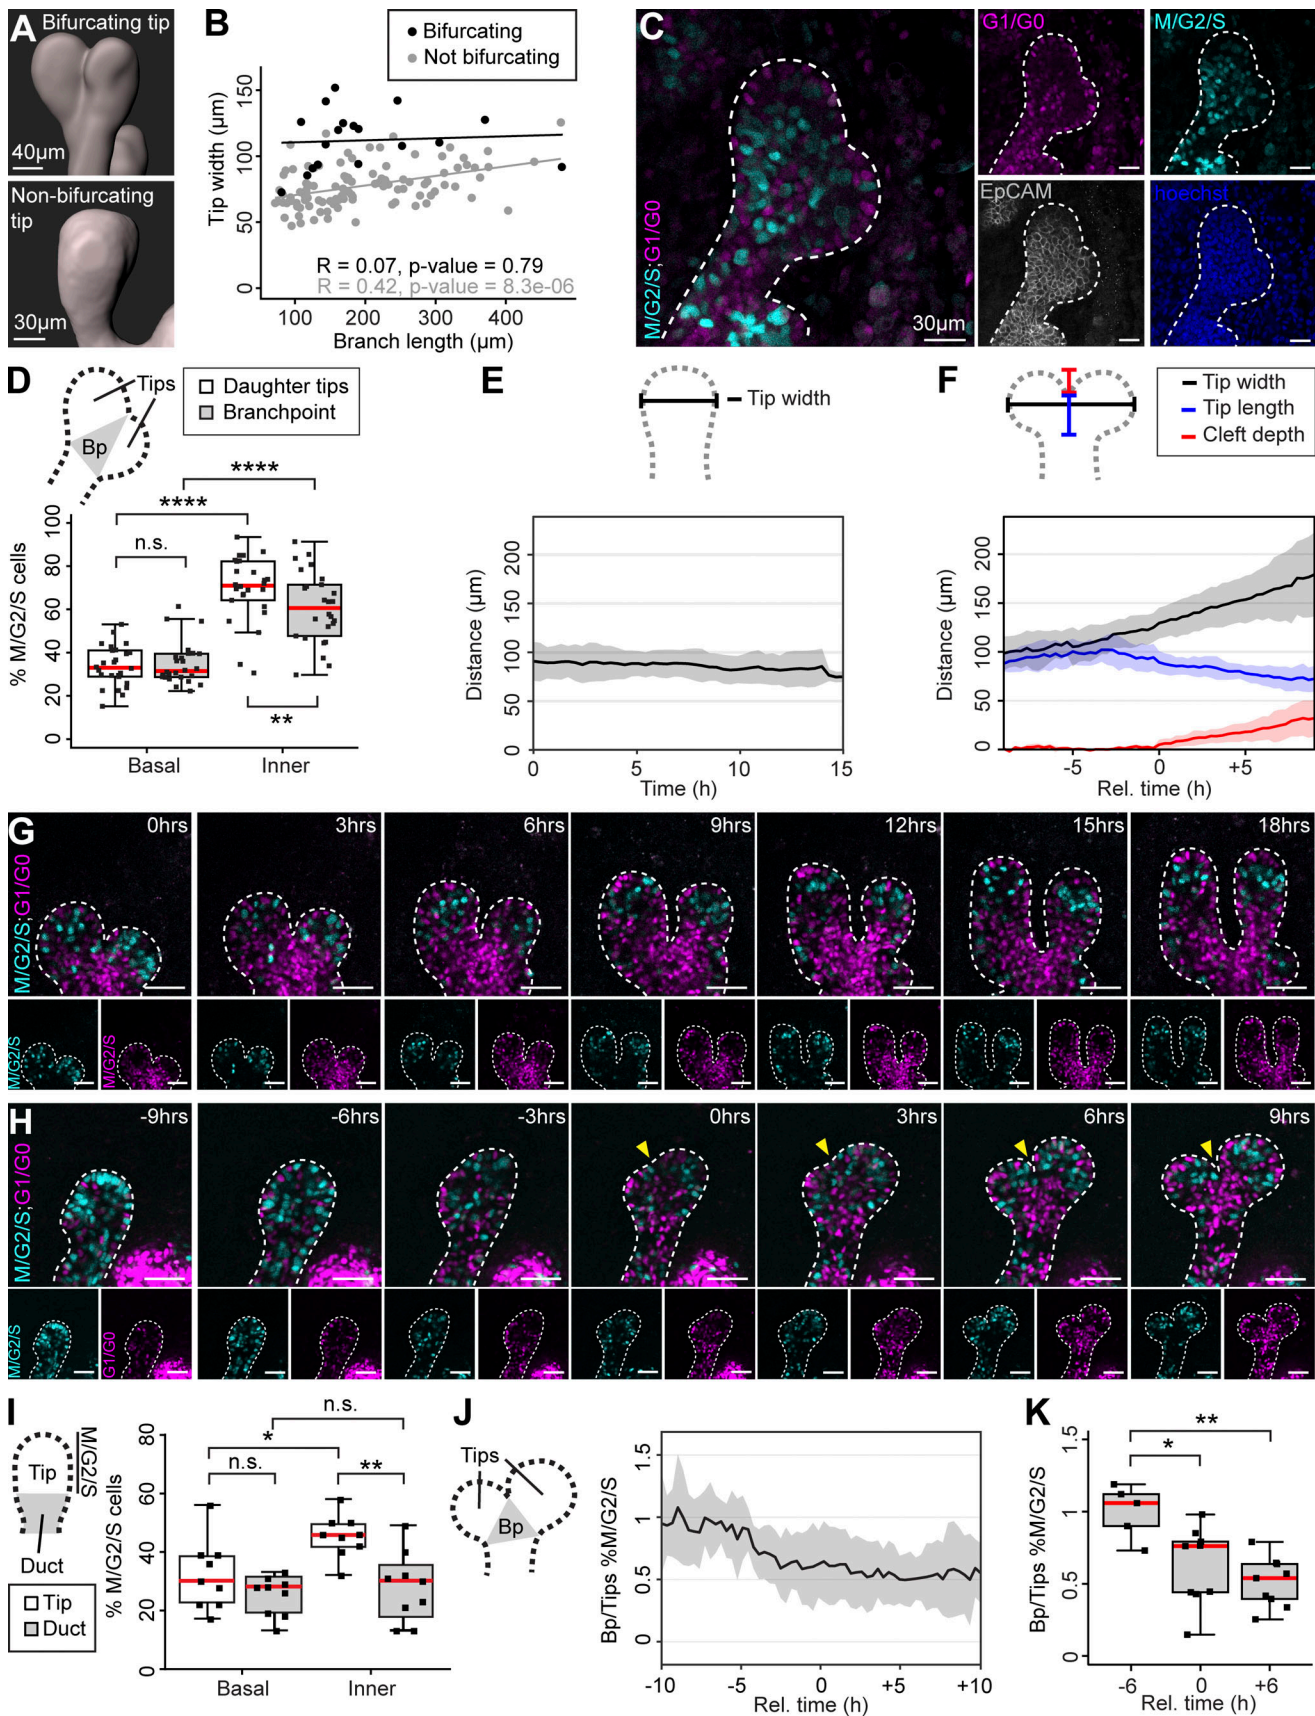 A
Bifurcating tip
40µm
Non-bifurcating
tip
30µm
B
Bifurcating
Not bifurcating
Tip width (µm)
150
100
50
0
R = 0.07, p-value = 0.79
R = 0.42, p-value = 8.3e-06
100
200
300
400
500
Branch length (µm)
C
M/G2/S;G1/G0
30µm
G1/G0
M/G2/S
EpCAM
hoechst
D
Tips
Bp
Daughter tips
Branchpoint
****
****
n.s.
**
% M/G2/S cells
100
80
60
40
20
0
Basal
Inner
E
Tip width
Distance (µm)
200
150
100
50
0
0
5
10
15
Time (h)
F
Tip width
Tip length
Cleft depth
Distance (µm)
200
150
100
50
0
-5
0
+5
Rel. time (h)
G
M/G2/S;G1/G0
0hrs
3hrs
6hrs
9hrs
12hrs
15hrs
18hrs
M/G2/S
M/G2/S
H
M/G2/S;G1/G0
-9hrs
-6hrs
-3hrs
0hrs
3hrs
6hrs
9hrs
M/G2/S
G1/G0
I
Tip
M/G2/S
Duct
Tip
Duct
n.s.
*
n.s.
**
% M/G2/S cells
80
60
40
20
0
Basal
Inner
J
Tips
Bp
Bp/Tips %M/G2/S
1.5
1
0.5
0
-10
-5
0
+5
+10
Rel. time (h)
K
**
*
Bp/Tips %M/G2/S
1.5
1
0.5
0
-6
0
+6
Rel. time (h)